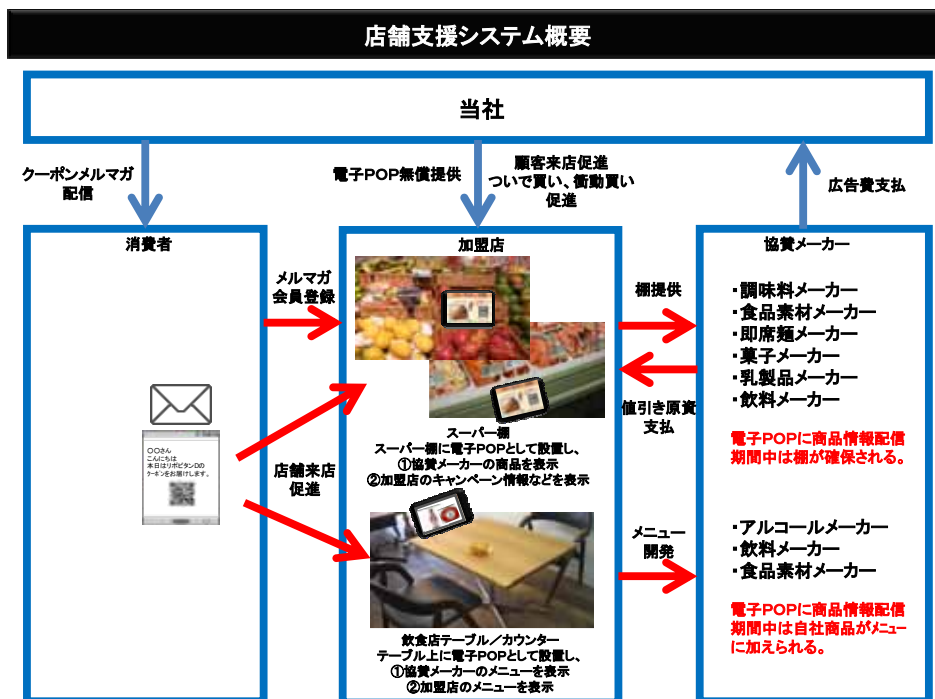 店舗支援システム概要
当社
クーポンメルマガ
配信
電子POP無償提供
顧客来店促進
ついで買い、衝動買い
促進
広告費支払
消費者
メルマガ
会員登録
〇〇さん
こんにちは
本日はリポビタンDの
クーポンをお届けします。
店舗来店
促進
加盟店
スーパー棚
スーパー棚に電子POPとして設置し、
①協賛メーカーの商品を表示
②加盟店のキャンペーン情報などを表示
飲食店テーブル／カウンター
テーブル上に電子POPとして設置し、
①協賛メーカーのメニューを表示
②加盟店のメニューを表示
棚提供
値引き原資
支払
メニュー
開発
協賛メーカー
・調味料メーカー
・食品素材メーカー
・即席麺メーカー
・菓子メーカー
・乳製品メーカー
・飲料メーカー
電子POPに商品情報配信
期間中は棚が確保される。
・アルコールメーカー
・飲料メーカー
・食品素材メーカー
電子POPに商品情報配信
期間中は自社商品がメニュー
に加えられる。